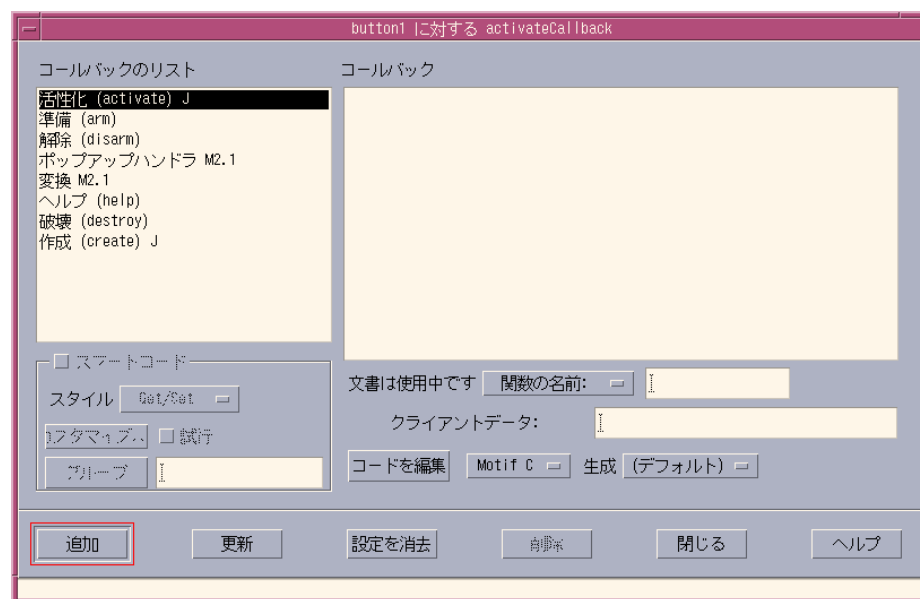 button1 に対する activateCallback
コールバックのリスト
活性化 (activate) J
準備 (arm)
解除 (disarm)
ポップアップハンドラ M2.1
変換 M2.1
ヘルプ (help)
破壊 (destroy)
作成 (create) J
コールバック
スマートコード
スタイル Get/Set
試行
グループ
文書は使用中です 関数の名前:
クライアントデータ:
コードを編集 Motif C 生成 (デフォルト)
追加 更新 設定を消去 削除 閉じる ヘルプ